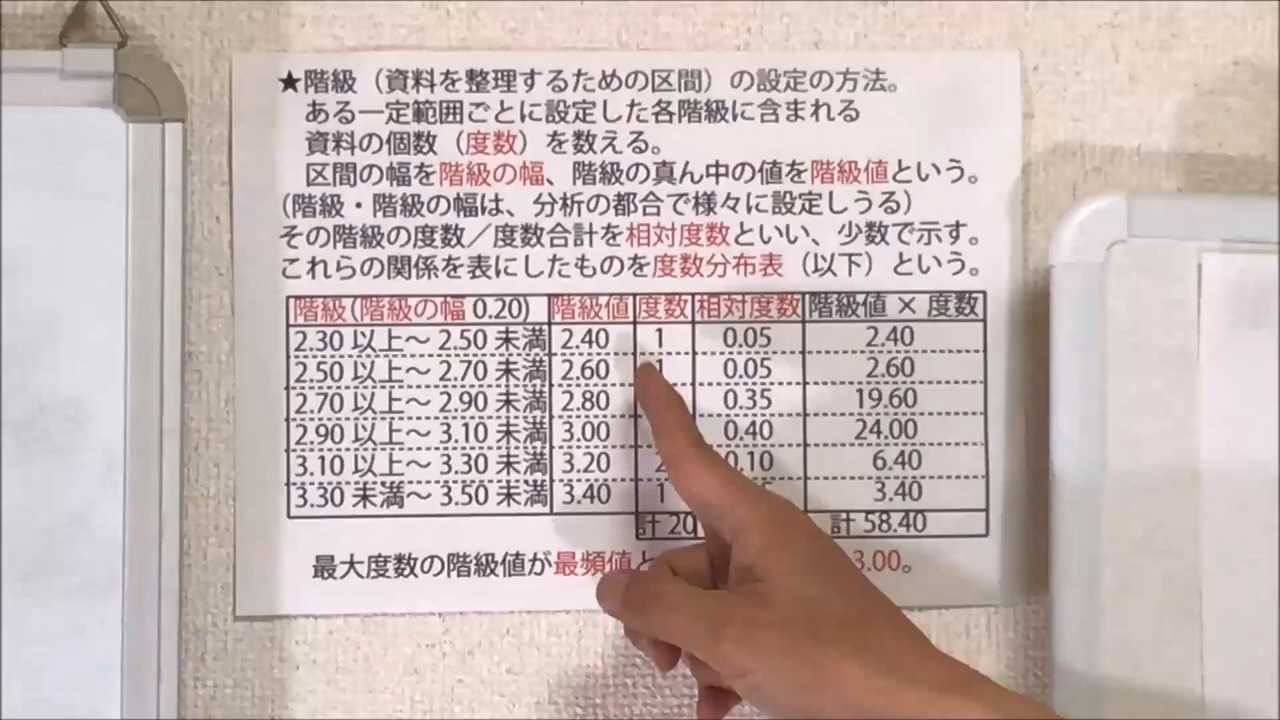 ★階級（資料を整理するための区間）の設定の方法。
ある一定範囲ごとに設定した各階級に含まれる
資料の個数（度数）を数える。
区間の幅を階級の幅、階級の真ん中の値を階級値という。
（階級・階級の幅は、分析の都合で様々に設定しうる）
その階級の度数／度数合計を相対度数といい、少数で示す。
これらの関係を表にしたものを度数分布表（以下）という。
階級(階級の幅 0.20) 階級値 度数 相対度数 階級値 × 度数
2.30 以上～ 2.50 未満 2.40 1 0.05 2.40
2.50 以上～ 2.70 未満 2.60 1 0.05 2.60
2.70 以上～ 2.90 未満 2.80 0.35 19.60
2.90 以上～ 3.10 未満 3.00 0.40 24.00
3.10 以上～ 3.30 未満 3.20 2 0.10 6.40
3.30 未満～ 3.50 未満 3.40 1 3.40
計 20 計 58.40
最大度数の階級値が最頻値と 3.00。